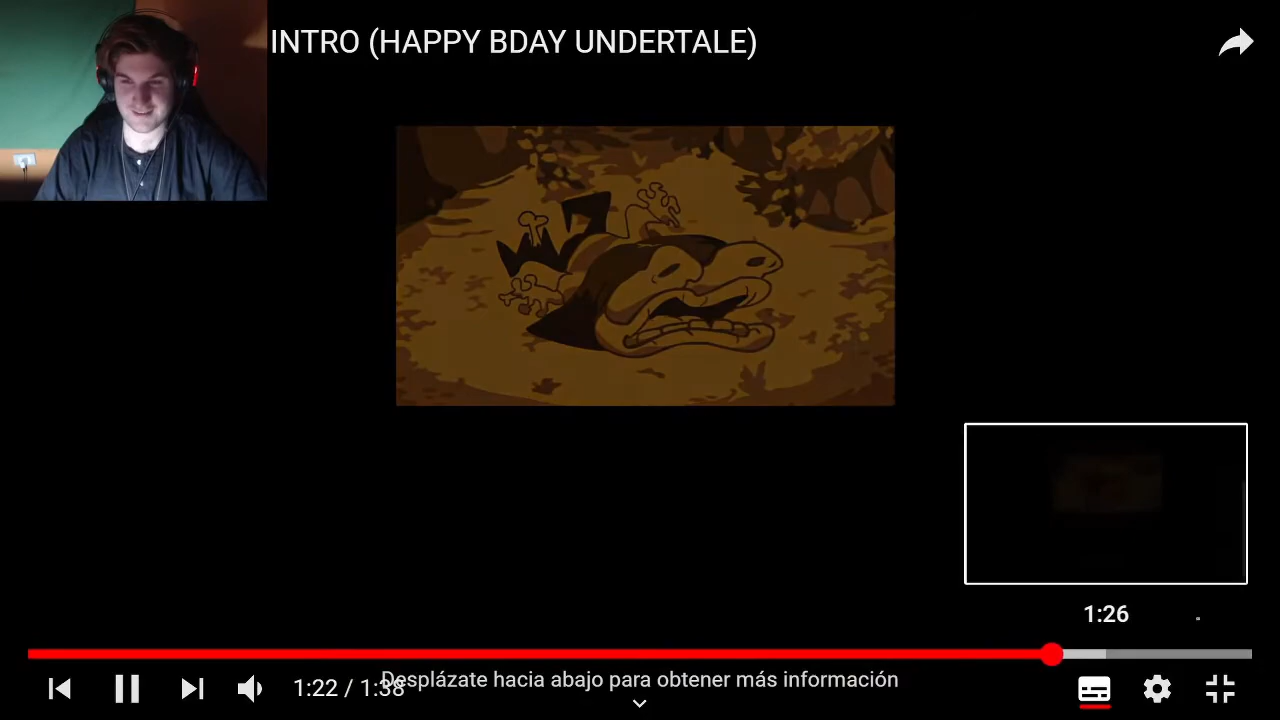 INTRO (HAPPY BDAY UNDERTALE)
1:26
1:22 / 1:38
Desplázate hacia abajo para obtener más información